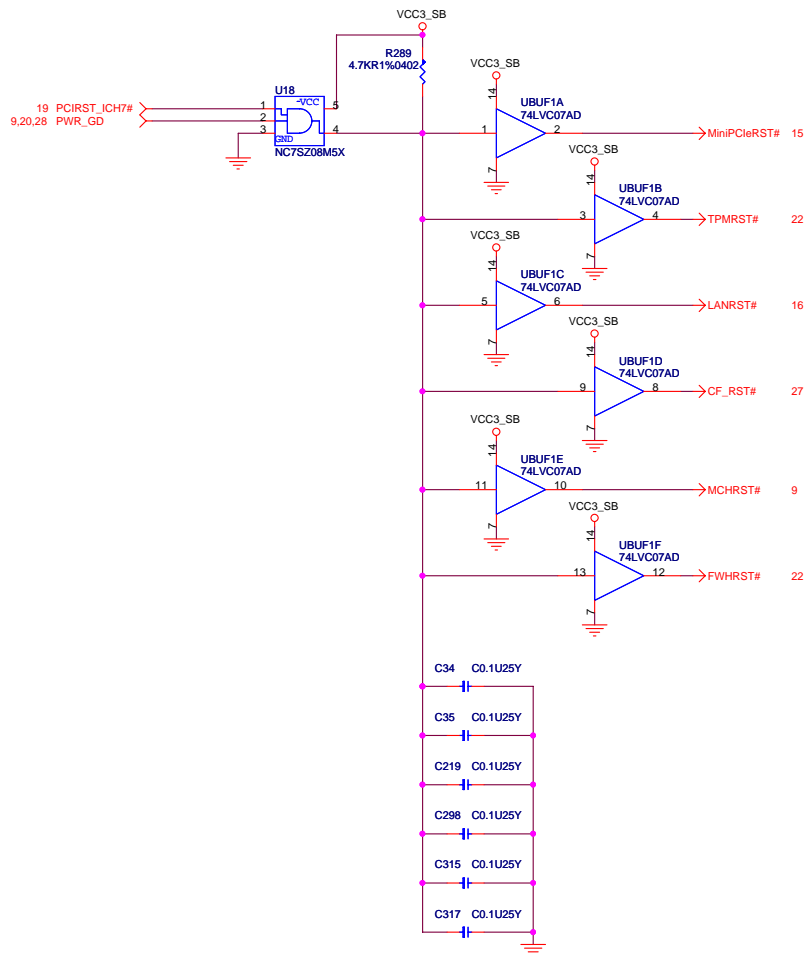 VCC3_SB
R289
4.7KR1%0402
VCC3_SB
U18
-VCC
14
UBUF1A
74LVC07AD
19 PCIRST_ICH7#
1
5
9,20,28 PWR_GD
2
3
4
GND
NC7SZ08M5X
1
2
MiniPCIeRST# 15
7
VCC3_SB
14
UBUF1B
74LVC07AD
3
4
TPMRST# 22
7
VCC3_SB
14
UBUF1C
74LVC07AD
5
6
LANRST# 16
7
VCC3_SB
14
UBUF1D
74LVC07AD
9
8
CF_RST# 27
7
VCC3_SB
14
UBUF1E
74LVC07AD
11
10
MCHRST# 9
7
VCC3_SB
14
UBUF1F
74LVC07AD
13
12
FWHRST# 22
7
C34 C0.1U25Y
C35 C0.1U25Y
C219 C0.1U25Y
C298 C0.1U25Y
C315 C0.1U25Y
C317 C0.1U25Y